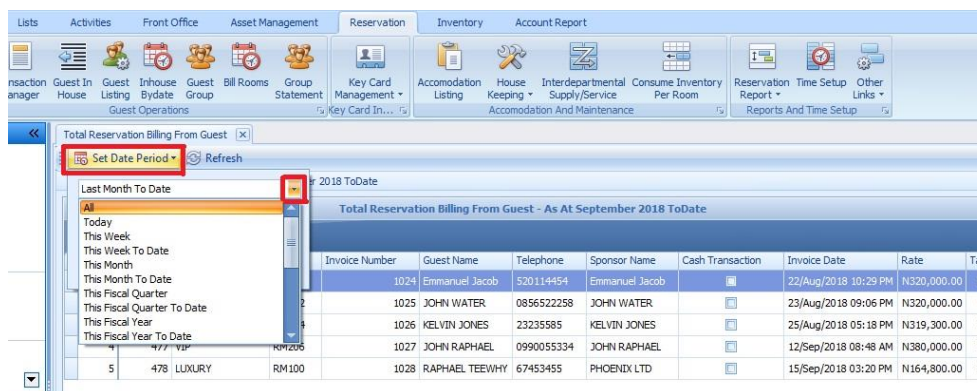 Lists Activities Front Office Asset Management Reservation Inventory Account Report
nsaction Guest In Guest Inhouse Guest Bill Rooms Group Key Card Accomodation House Interdepartmental Consume Inventory Reservation Time Setup Other
anager House Listing Bydate Group Statement Management Listing Keeping Supply/Service Per Room Report Links
Guest Operations Key Card In... Accomodation And Maintenance Reports And Time Setup
Total Reservation Billing From Guest
Set Date Period Refresh
Last Month To Date r 2018 ToDate
All
Total Reservation Billing From Guest - As At September 2018 ToDate
Today
This Week
This Week To Date
This Month
This Month To Date
This Fiscal Quarter
This Fiscal Quarter To Date
This Fiscal Year
This Fiscal Year To Date
Invoice Number Guest Name Telephone Sponsor Name Cash Transaction Invoice Date Rate Ta
1024 Emmanuel Jacob 520114454 Emmanuel Jacob 22/Aug/2018 10:29 PM N320,000.00
2 1025 JOHN WATER 0856522258 JOHN WATER 23/Aug/2018 09:06 PM N320,000.00
4 1026 KELVIN JONES 23235585 KELVIN JONES 25/Aug/2018 05:18 PM N319,300.00
4 477 VIP RM206 1027 JOHN RAPHAEL 0990055334 JOHN RAPHAEL 12/Sep/2018 08:48 AM N380,000.00
5 478 LUXURY RM100 1028 RAPHAEL TEEWHY 67453455 PHOENIX LTD 15/Sep/2018 03:20 PM N164,800.00